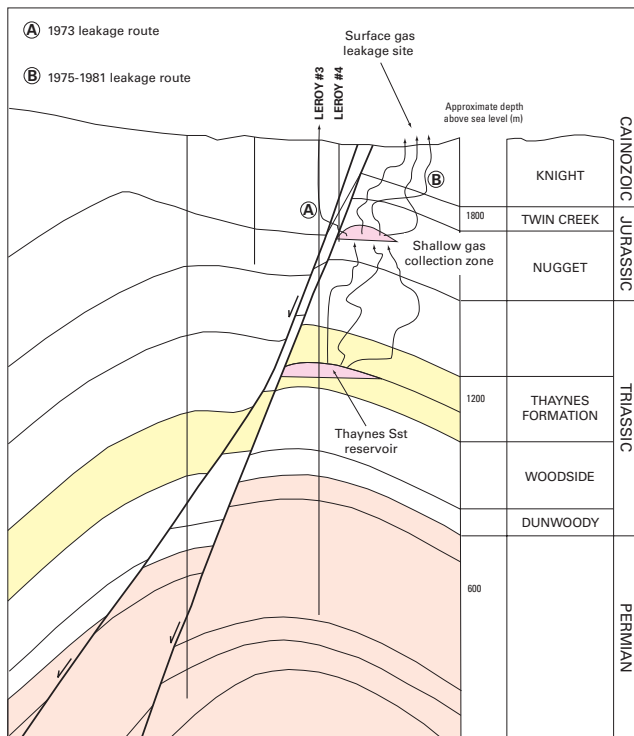 A 1973 leakage route
B 1975-1981 leakage route
Surface gas
leakage site
LEROY #3
LEROY #4
Approximate depth
above sea level (m)
A
B
Shallow gas
collection zone
Thaynes Sst
reservoir
1800
1200
600
KNIGHT
TWIN CREEK
NUGGET
THAYNES
FORMATION
WOODSIDE
DUNWOODY
CAINOZOIC
JURASSIC
TRIASSIC
PERMIAN